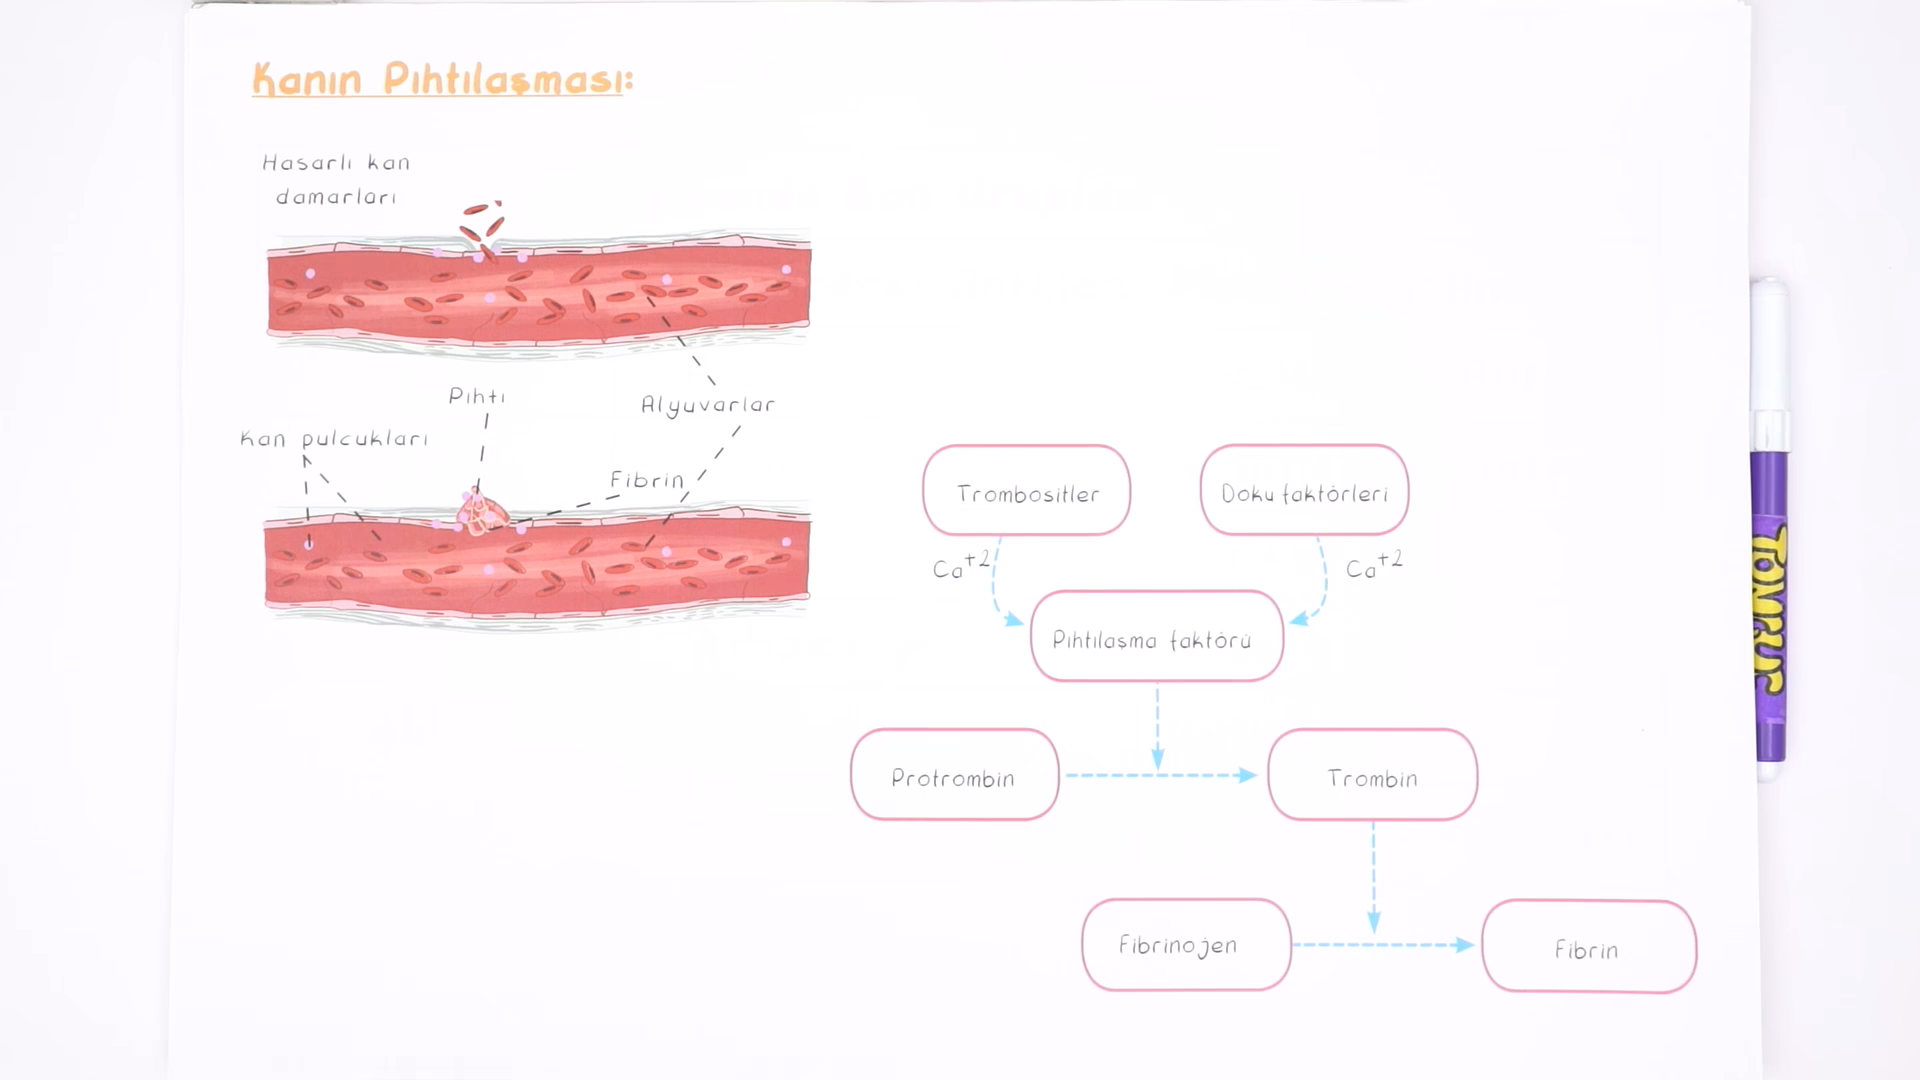 Kanın Pıhtılaşması:
Hasarlı kan
damarları
Pıhtı
Alyuvarlar
Kan pulcukları
Fibrin
Trombositler
Doku faktörleri
Ca+2
Ca+2
Pıhtılaşma faktörü
Protrombin
Trombin
Fibrinojen
Fibrin